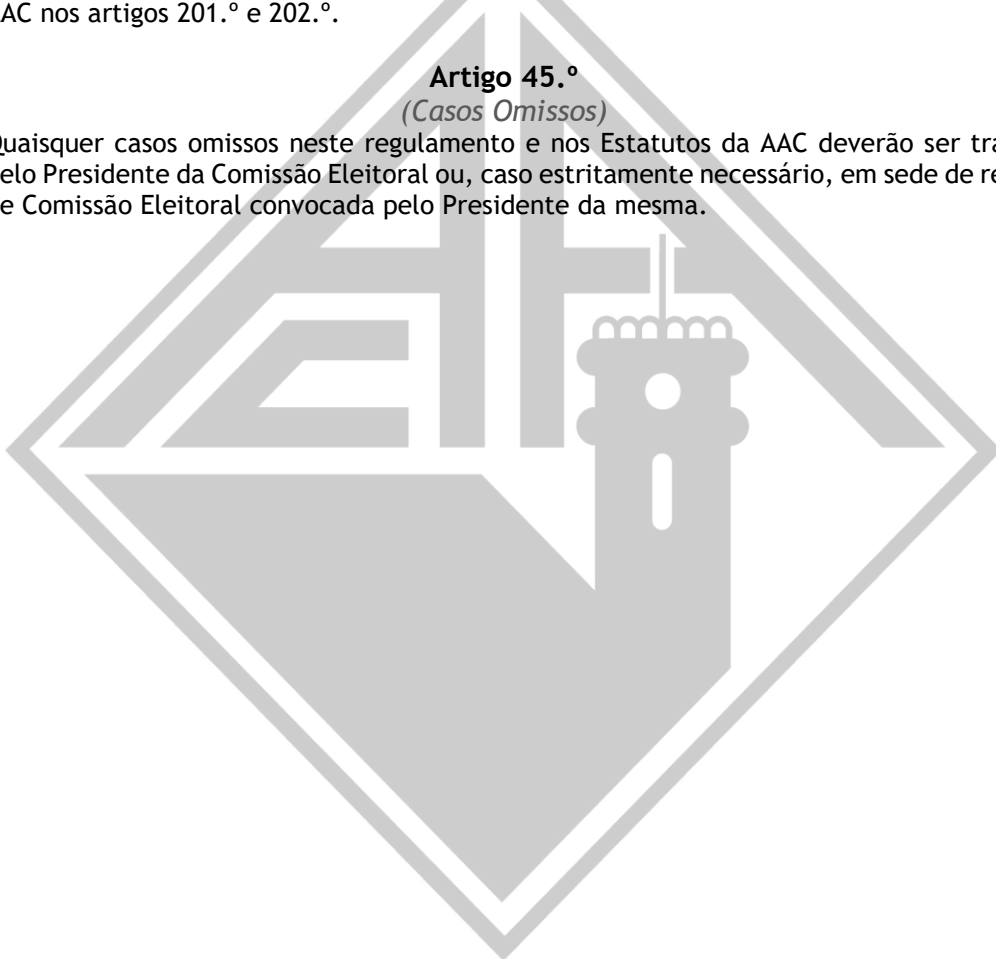 AC nos artigos 201.º e 202.º.
Artigo 45.º
(Casos Omissos)
Quaisquer casos omissos neste regulamento e nos Estatutos da AAC deverão ser tra
elo Presidente da Comissão Eleitoral ou, caso estritamente necessário, em sede de re
e Comissão Eleitoral convocada pelo Presidente da mesma.